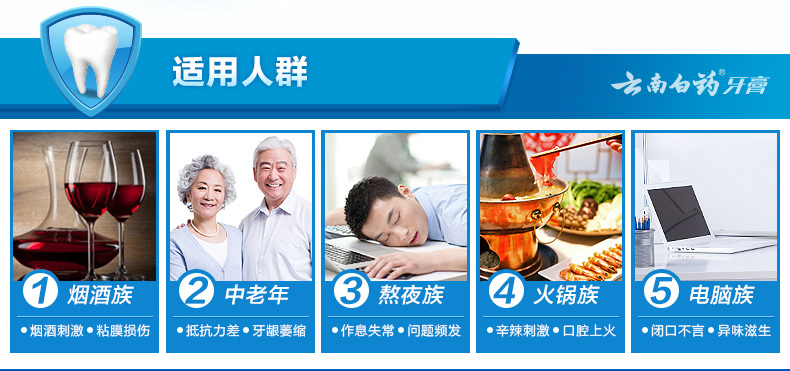 适用人群
云南白药®牙膏
1 烟酒族
•烟酒刺激 •粘膜损伤
2 中老年
•抵抗力差 •牙龈萎缩
3 熬夜族
•作息失常 •问题频发
4 火锅族
•辛辣刺激 •口腔上火
5 电脑族
•闭口不言 •异味滋生